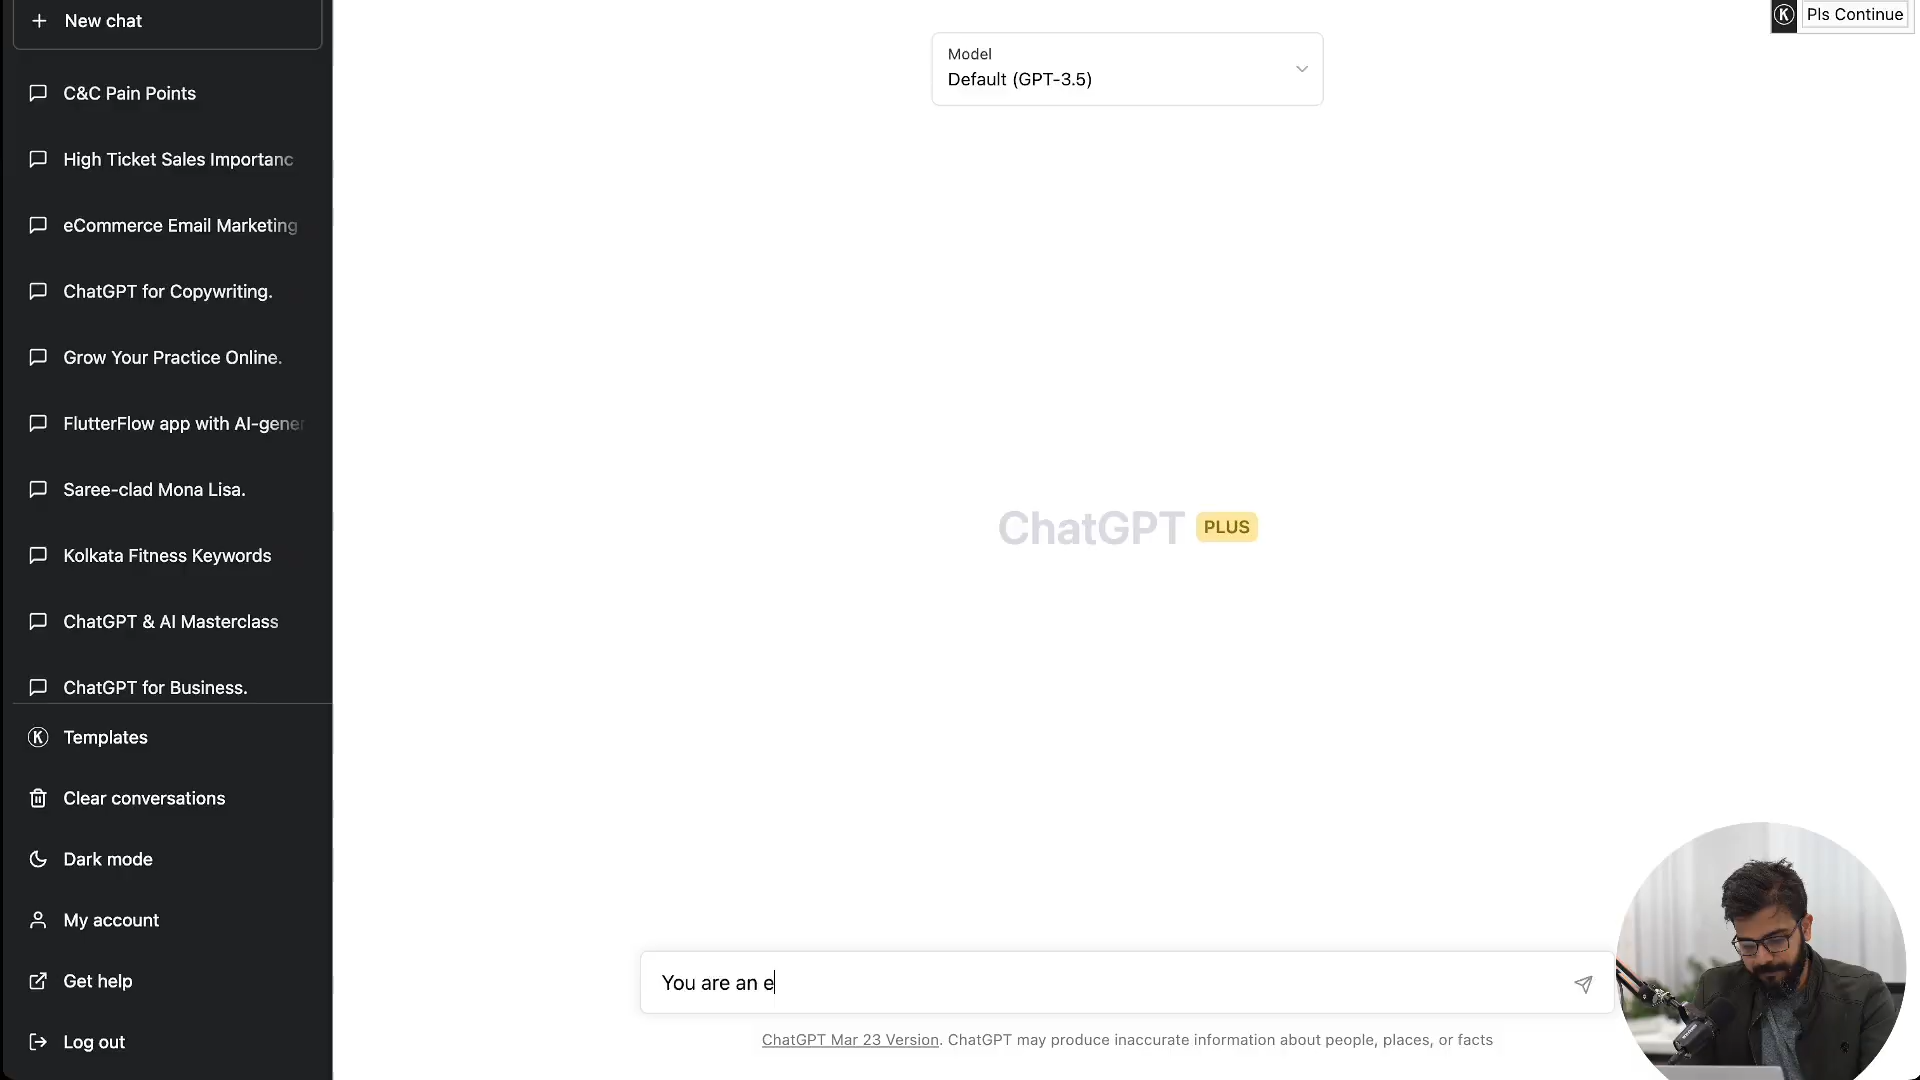 New chat
C&C Pain Points
High Ticket Sales Importanc
eCommerce Email Marketing
ChatGPT for Copywriting.
Grow Your Practice Online.
FlutterFlow app with AI-gener
Saree-clad Mona Lisa.
Kolkata Fitness Keywords
ChatGPT & AI Masterclass
ChatGPT for Business.
K Templates
Clear conversations
Dark mode
My account
Get help
Log out
K Pls Continue
Model
Default (GPT-3.5)
ChatGPT PLUS
You are an e
ChatGPT Mar 23 Version. ChatGPT may produce inaccurate information about people, places, or facts